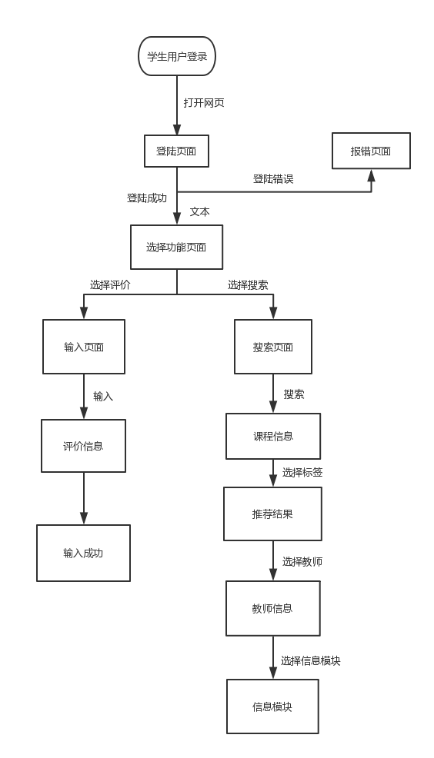 学生用户登录
打开网页
登陆页面
报错页面
登陆错误
登陆成功
文本
选择功能页面
选择评价
选择搜索
输入页面
搜索页面
输入
搜索
评价信息
课程信息
选择标签
推荐结果
输入成功
选择教师
教师信息
选择信息模块
信息模块